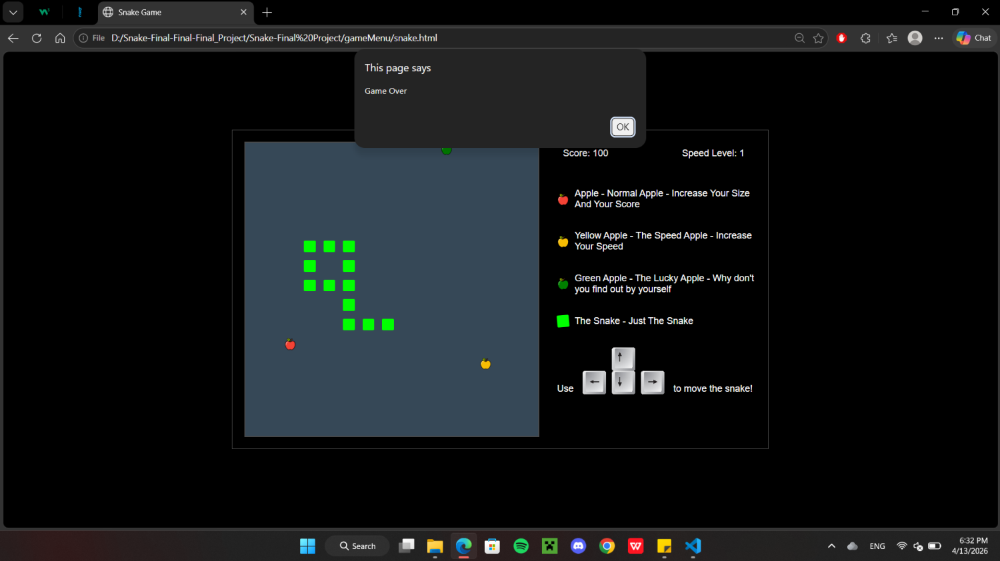 Snake Game
File
D:/Snake-Final-Final-Final_Project/Snake-Final%20Project/gameMenu/snake.html
Chat
This page says
Game Over
OK
Score: 100
Speed Level: 1
Apple - Normal Apple - Increase Your Size
And Your Score
Yellow Apple - The Speed Apple - Increase
Your Speed
Green Apple - The Lucky Apple - Why don't
you find out by yourself
The Snake - Just The Snake
Use
to move the snake!
Search
ENG
6:32 PM
4/13/2026